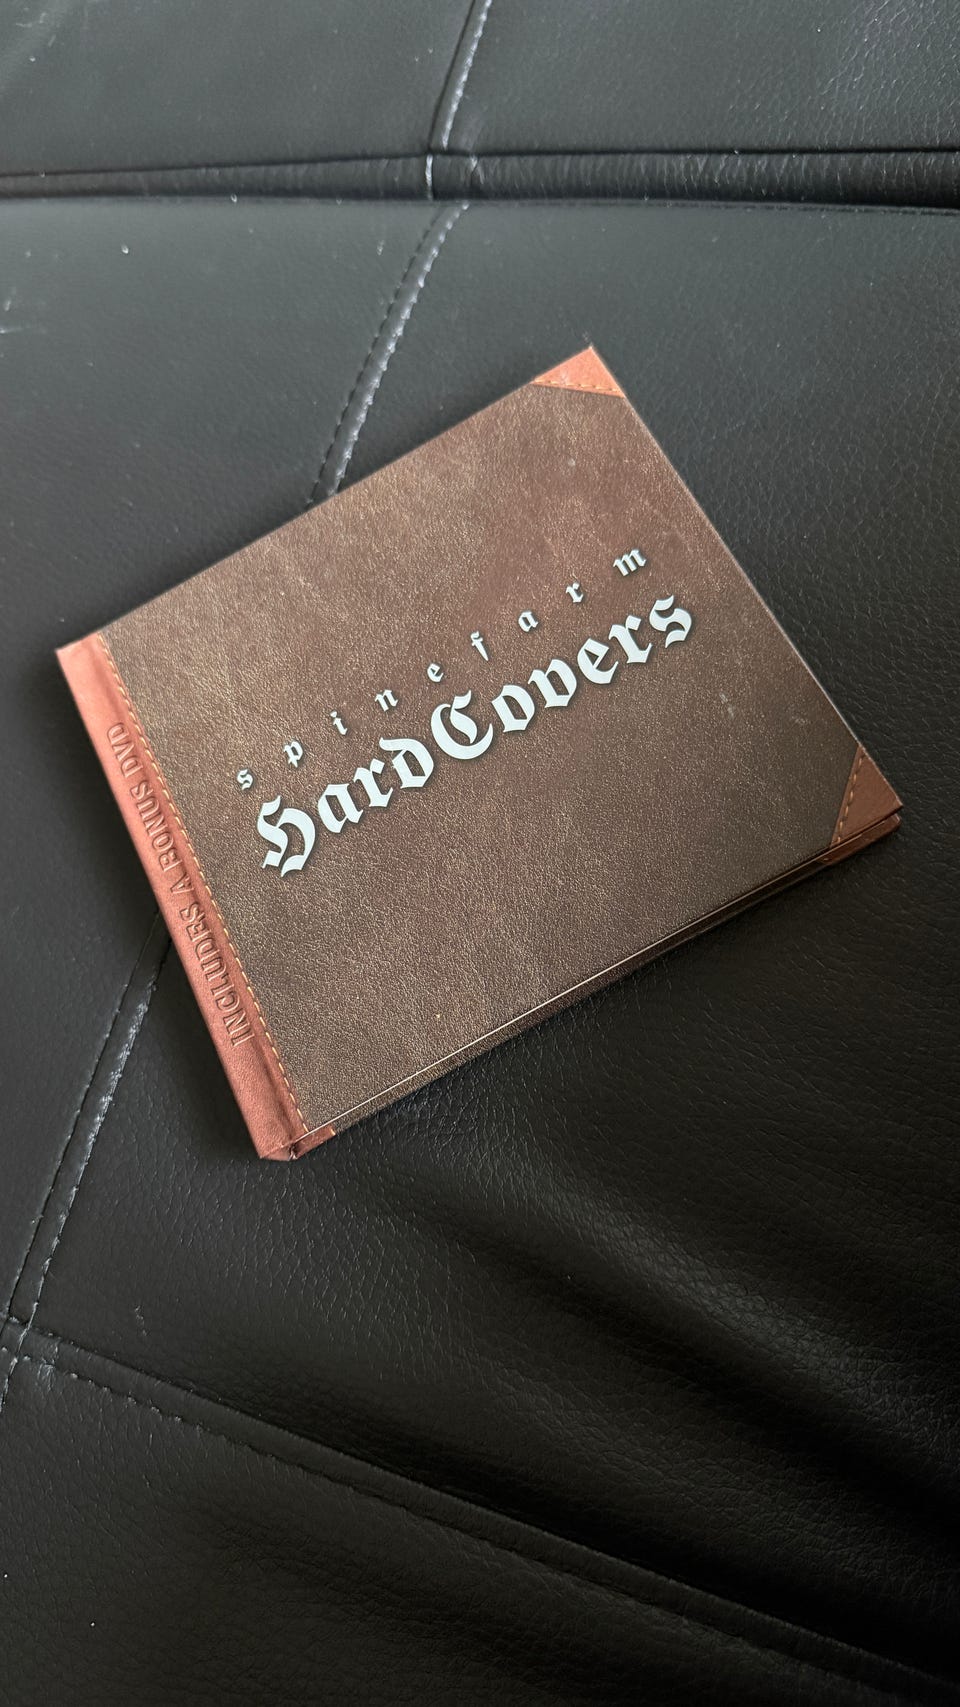 spinefarm
HardCovers
INCLUDES A BONUS DVD